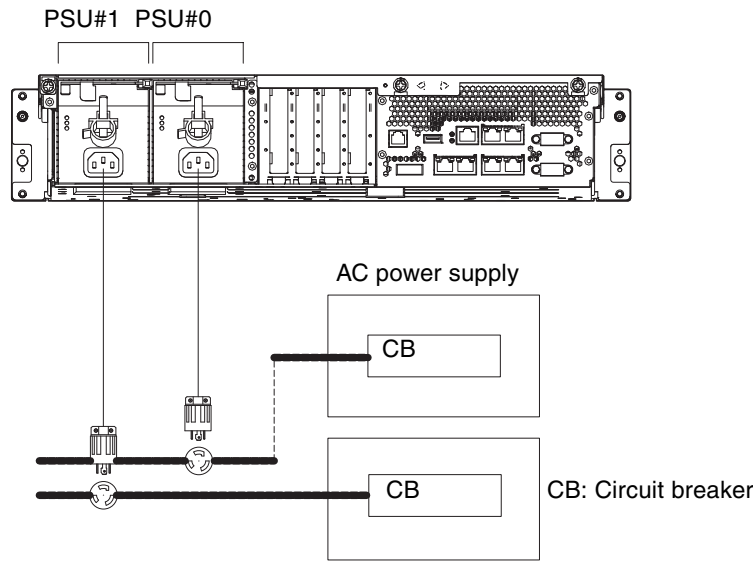 PSU#1 PSU#0
AC power supply
CB
CB
CB: Circuit breaker